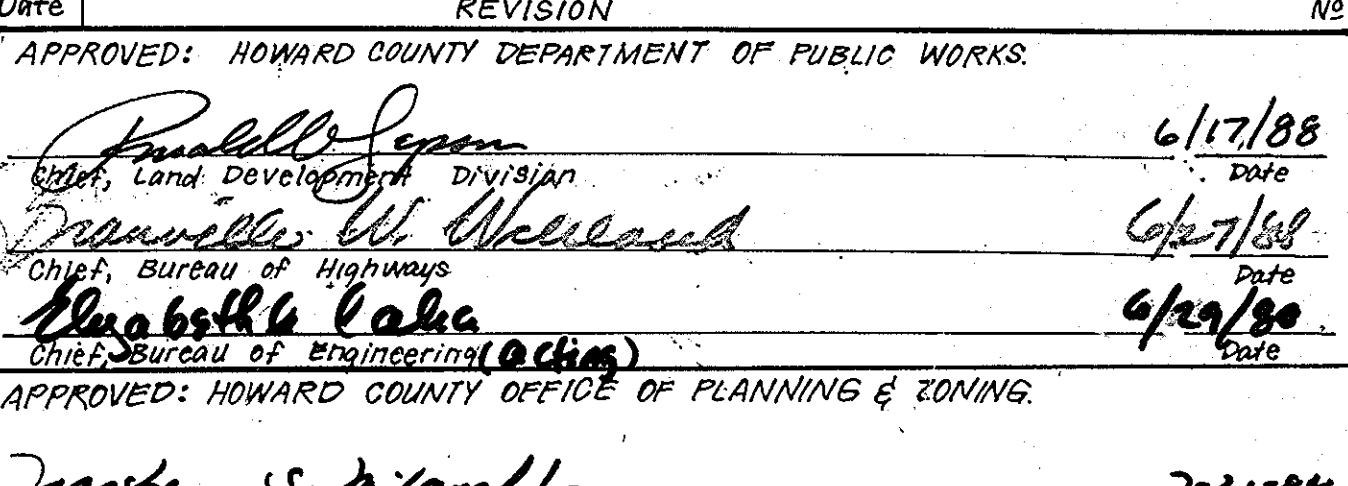 Date REVISION Nº
APPROVED: HOWARD COUNTY DEPARTMENT OF PUBLIC WORKS.
6/17/88
Chief, Land Development Division Date
W. 6/27/88
Chief, Bureau of Highways Date
Elizabeth 6/29/88
Chief, Bureau of Engineering (acting) Date
APPROVED: HOWARD COUNTY OFFICE OF PLANNING & ZONING.